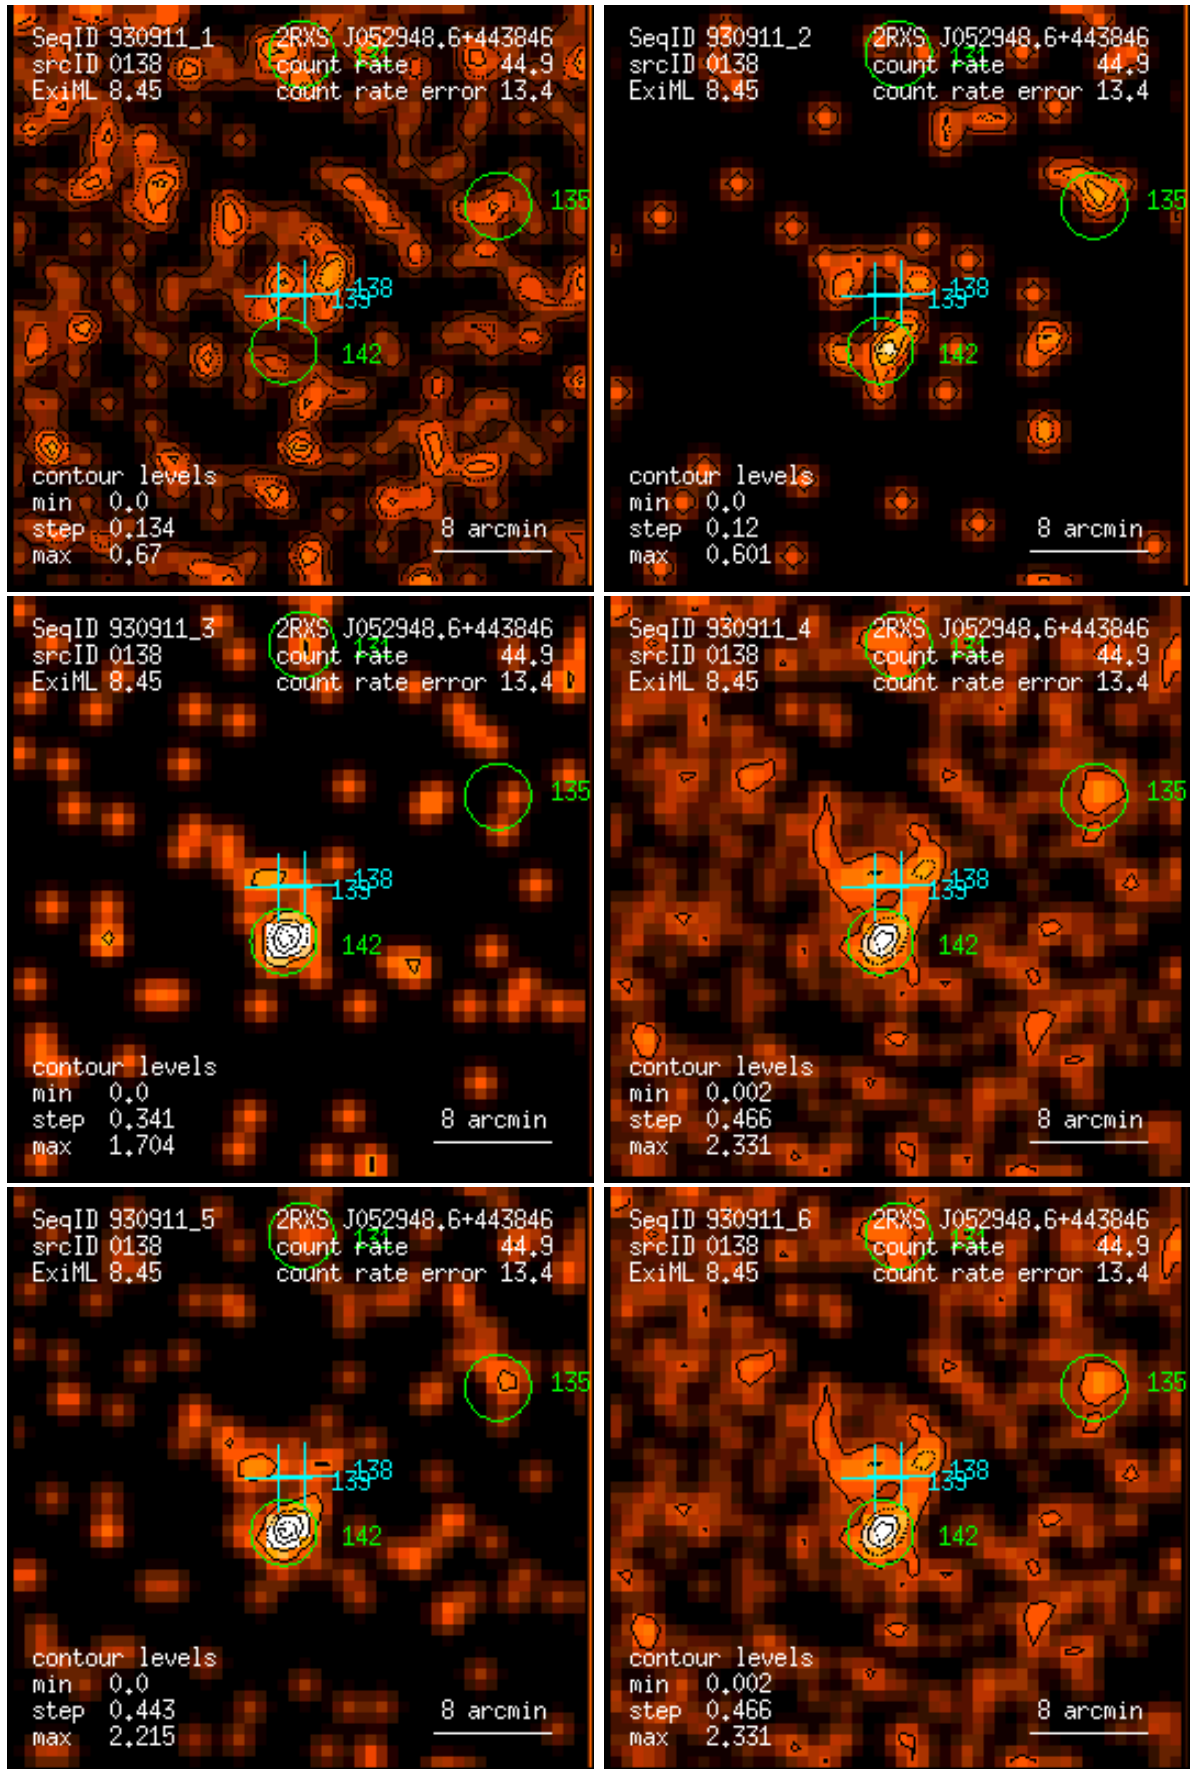 SeqID 930911_1 2RXS J052948.6+443846
srcID 0138 count rate 131 44.9
ExiML 8.45 count rate error 13.4
135
138
139
142
contour levels
min 0.0
step 0.134
max 0.67
8 arcmin
SeqID 930911_2 2RXS J052948.6+443846
srcID 0138 count rate 131 44.9
ExiML 8.45 count rate error 13.4
135
138
139
142
contour levels
min 0.0
step 0.12
max 0.601
8 arcmin
SeqID 930911_3 2RXS J052948.6+443846
srcID 0138 count rate 131 44.9
ExiML 8.45 count rate error 13.4
135
138
139
142
contour levels
min 0.0
step 0.341
max 1.704
8 arcmin
SeqID 930911_4 2RXS J052948.6+443846
srcID 0138 count rate 131 44.9
ExiML 8.45 count rate error 13.4
135
138
139
142
contour levels
min 0.002
step 0.466
max 2.331
8 arcmin
SeqID 930911_5 2RXS J052948.6+443846
srcID 0138 count rate 131 44.9
ExiML 8.45 count rate error 13.4
135
138
139
142
contour levels
min 0.0
step 0.443
max 2.215
8 arcmin
SeqID 930911_6 2RXS J052948.6+443846
srcID 0138 count rate 131 44.9
ExiML 8.45 count rate error 13.4
135
138
139
142
contour levels
min 0.002
step 0.466
max 2.331
8 arcmin